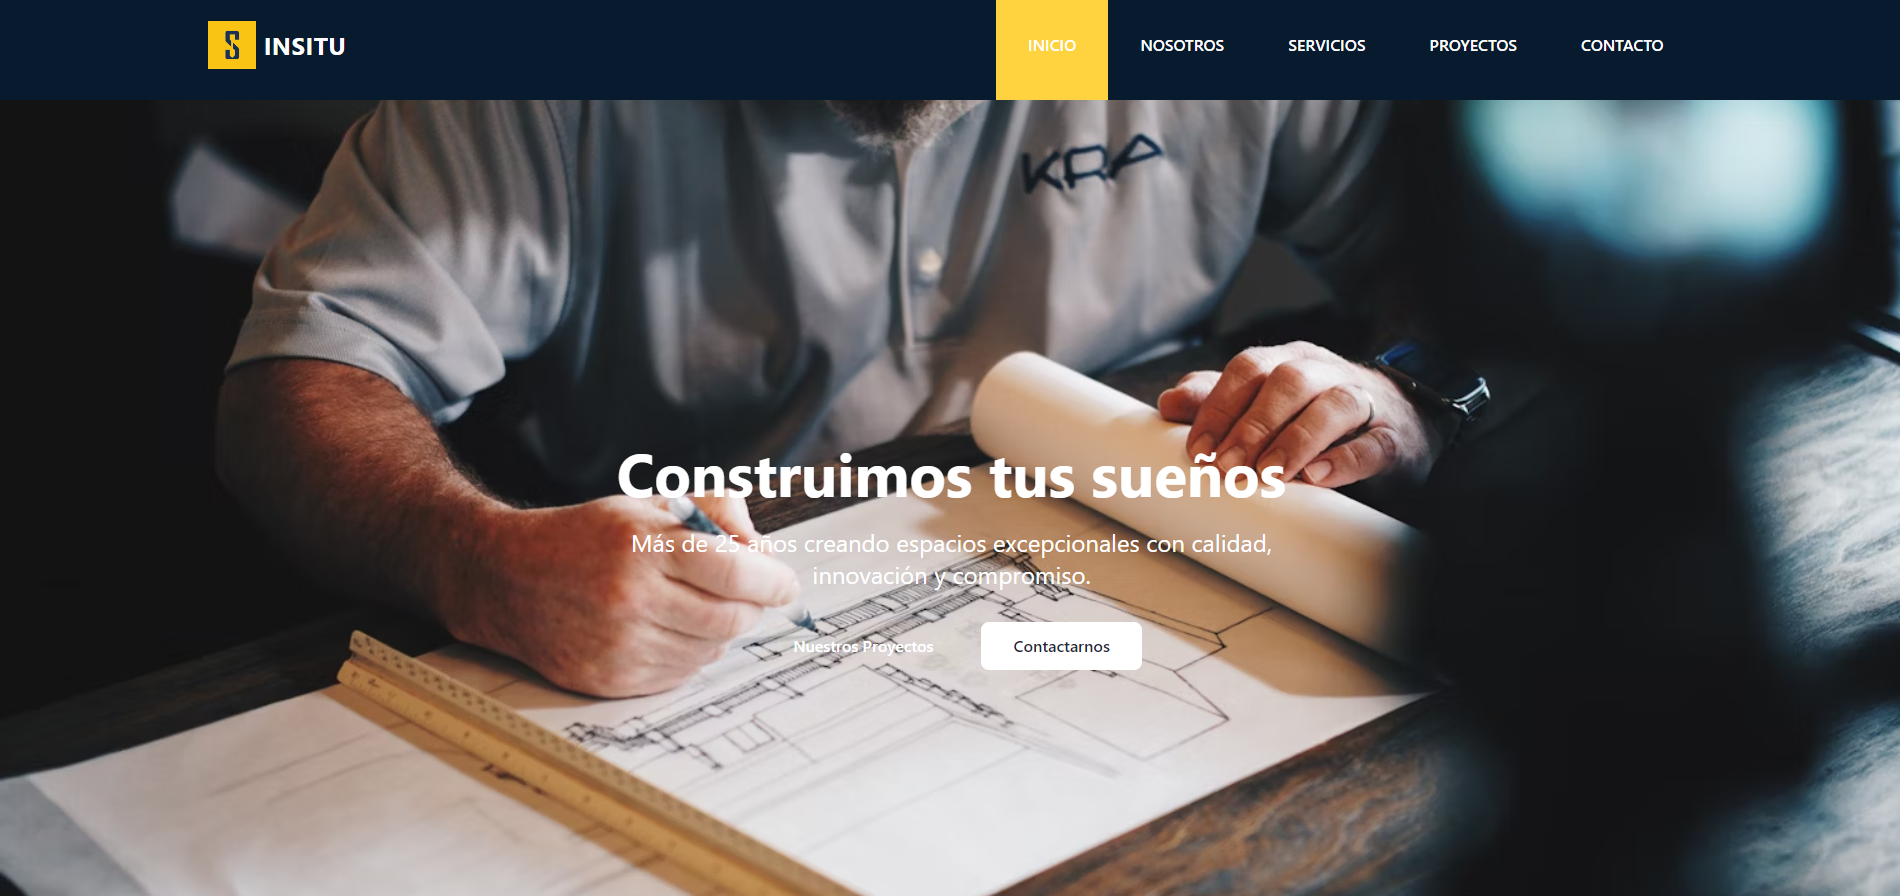 INSITU
INICIO
NOSOTROS
SERVICIOS
PROYECTOS
CONTACTO
KRA
Construimos tus sueños
Más de 25 años creando espacios excepcionales con calidad,
innovación y compromiso.
Nuestros Proyectos
Contactarnos